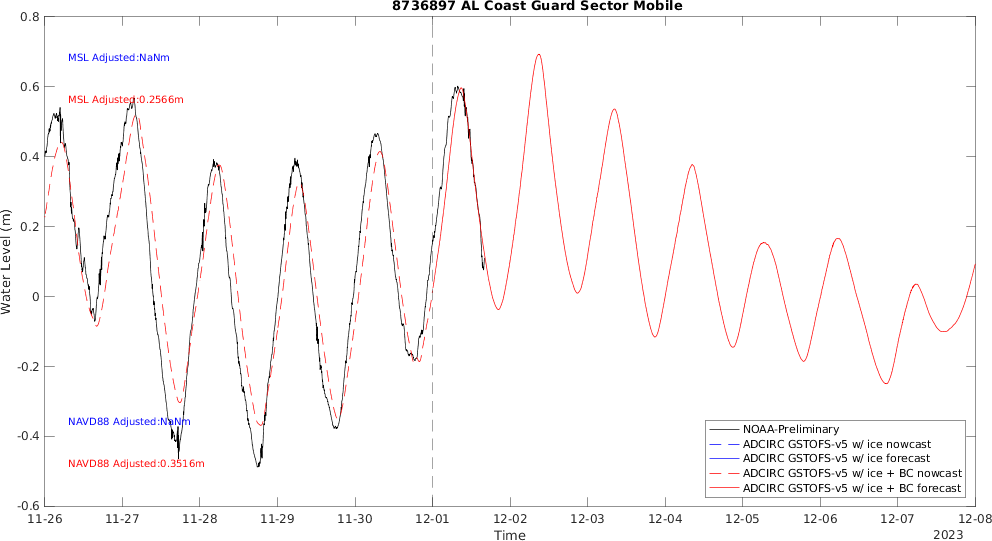 8736897 AL Coast Guard Sector Mobile
0.8
0.6
0.4
0.2
0
-0.2
-0.4
-0.6
Water Level (m)
MSL Adjusted:NaNm
MSL Adjusted:0.2566m
NAVD88 Adjusted:NaNm
NAVD88 Adjusted:0.3516m
NOAA-Preliminary
ADCIRC GSTOFS-v5 w/ ice nowcast
ADCIRC GSTOFS-v5 w/ ice forecast
ADCIRC GSTOFS-v5 w/ ice + BC nowcast
ADCIRC GSTOFS-v5 w/ ice + BC forecast
11-26 11-27 11-28 11-29 11-30 12-01 12-02 12-03 12-04 12-05 12-06 12-07 12-08
Time
2023